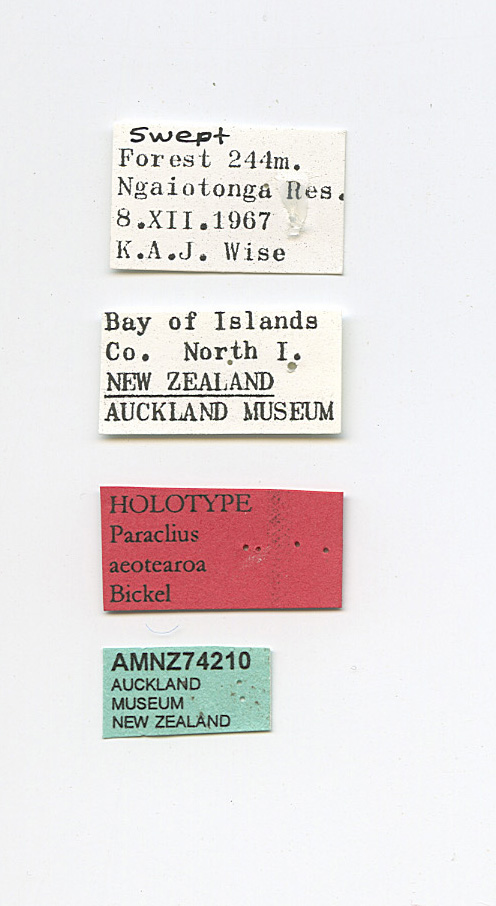 Swept
Forest 244m.
Ngaiotonga Res.
8.XII.1967
K.A.J. Wise
Bay of Islands
Co. North I.
NEW ZEALAND
AUCKLAND MUSEUM
HOLOTYPE
Paraclius
aeotearoa
Bickel
AMNZ74210
AUCKLAND
MUSEUM
NEW ZEALAND